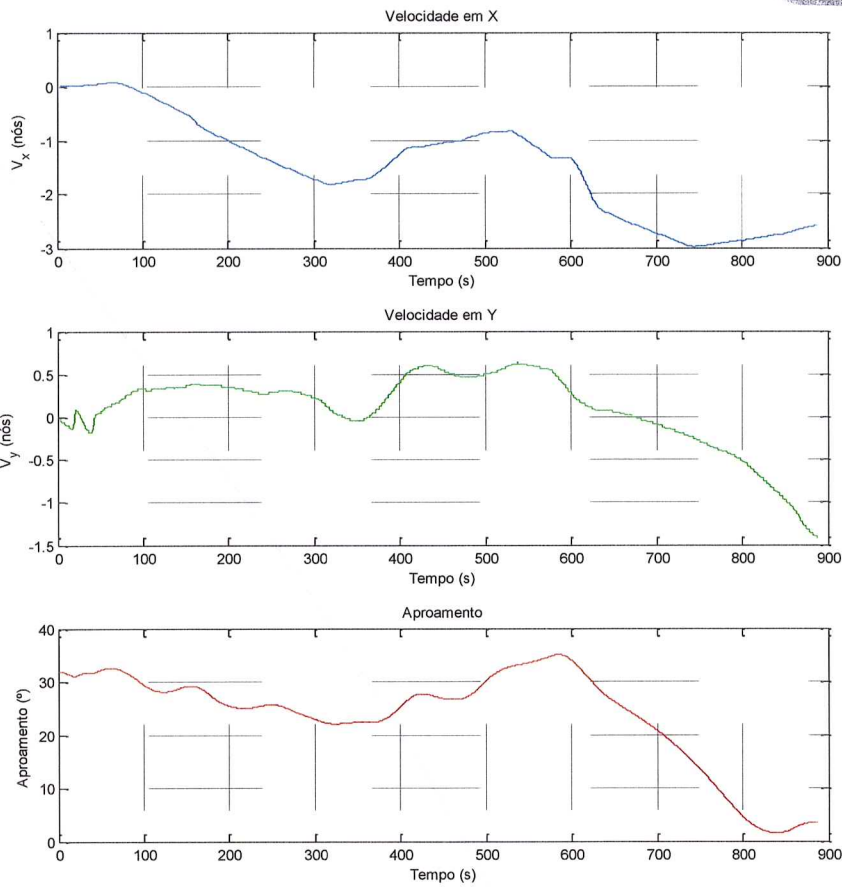 Velocidade em X
1
0
-1
-2
-3
V_x (nós)
0 100 200 300 400 500 600 700 800 900
Tempo (s)
Velocidade em Y
1
0.5
0
-0.5
-1
-1.5
V_y (nós)
0 100 200 300 400 500 600 700 800 900
Tempo (s)
Aproamento
40
30
20
10
0
Aproamento (º)
0 100 200 300 400 500 600 700 800 900
Tempo (s)